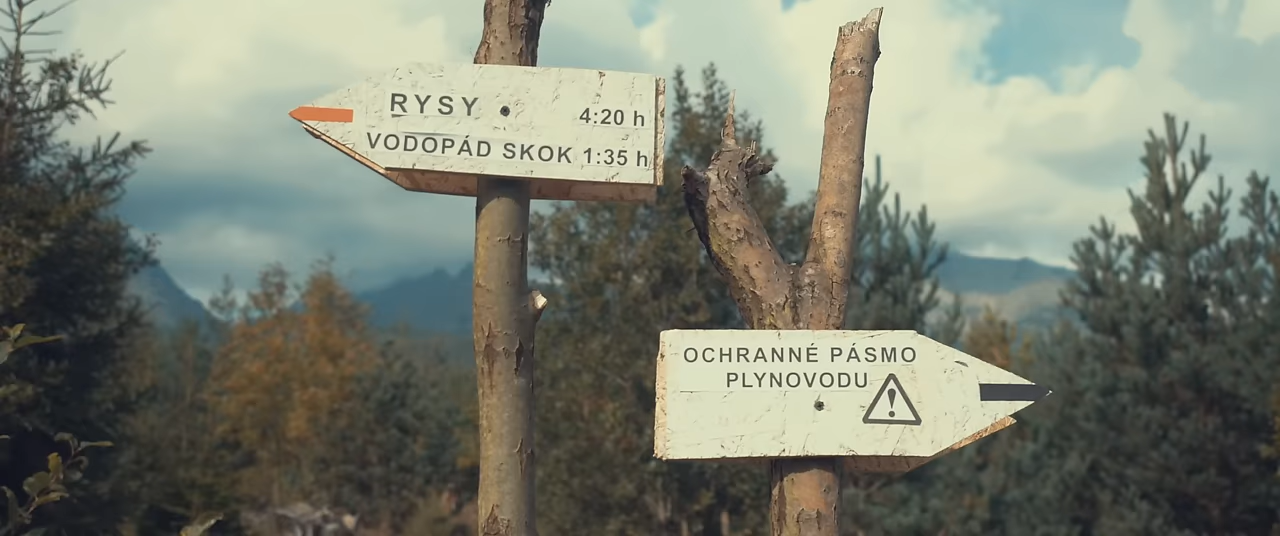 RYSY 4:20 h
VODOPÁD SKOK 1:35 h
OCHRANNÉ PÁSMO
PLYNOVODU